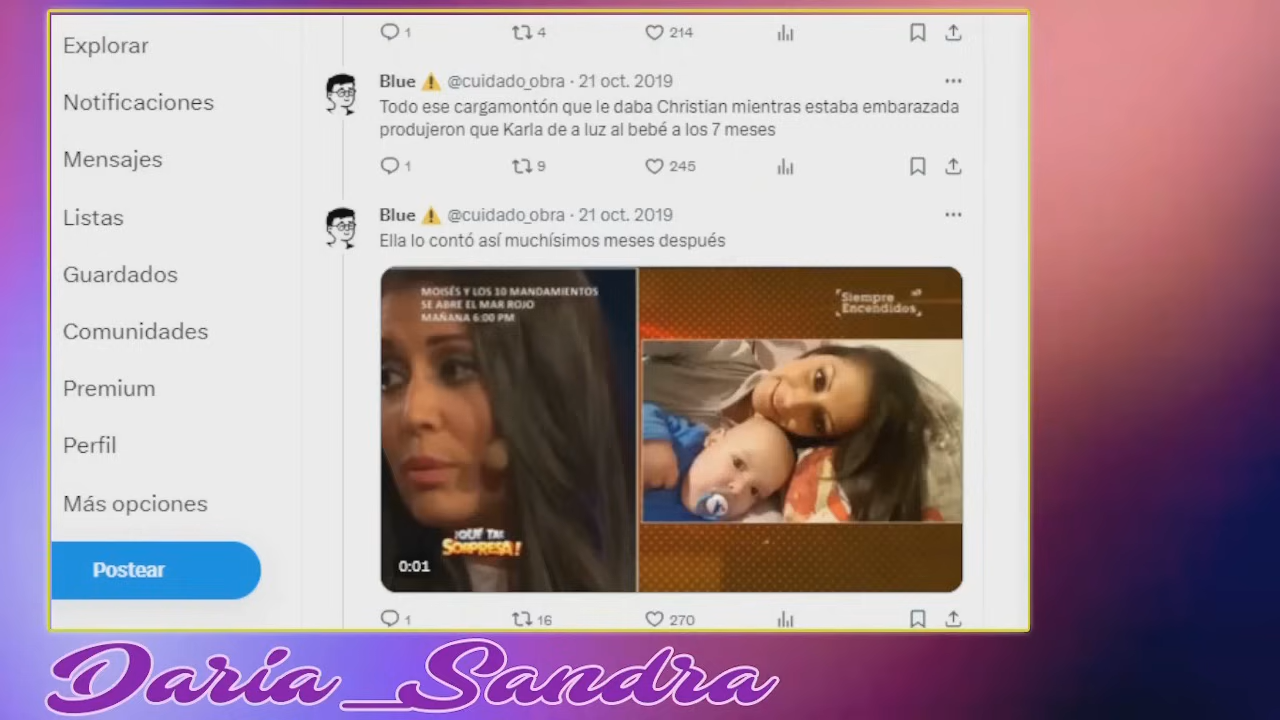 Explorar
Notificaciones
Mensajes
Listas
Guardados
Comunidades
Premium
Perfil
Más opciones
Postear
1 4 214
Blue ⚠️ @cuidado_obra · 21 oct. 2019
Todo ese cargamontón que le daba Christian mientras estaba embarazada
produjeron que Karla de a luz al bebé a los 7 meses
1 9 245
Blue ⚠️ @cuidado_obra · 21 oct. 2019
Ella lo contó así muchísimos meses después
MOISÉS Y LOS 10 MANDAMIENTOS
SE ABRE EL MAR ROJO
MAÑANA 6:00 PM
Siempre
Encendidos
¡QUÉ TAL
SORPRESA!
0:01
1 16 270
Daria_Sandra